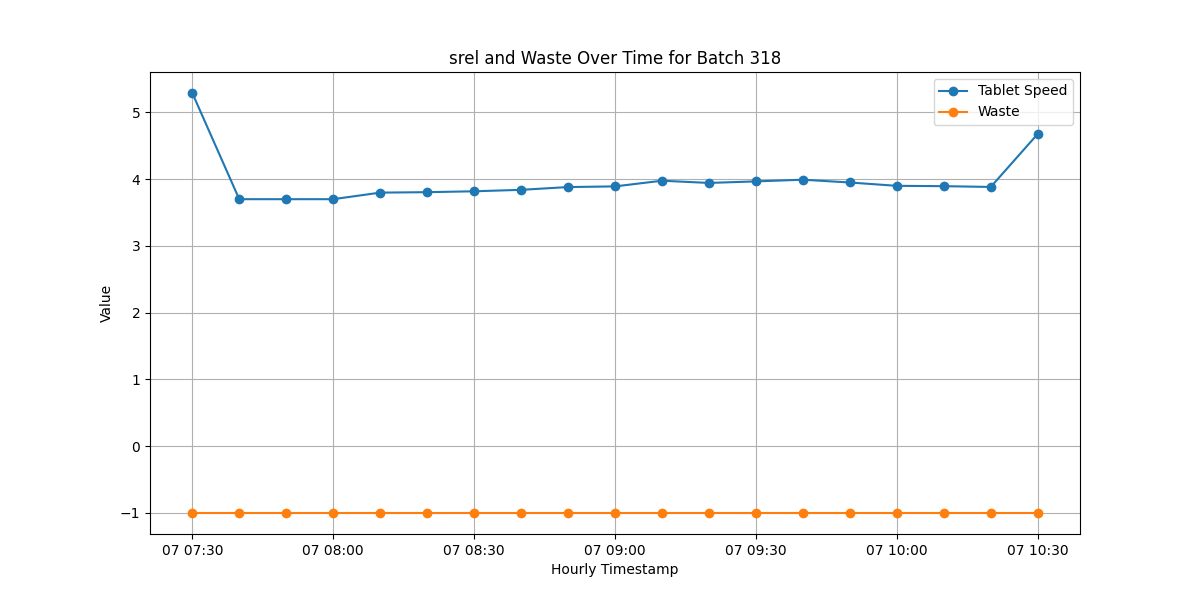 srel and Waste Over Time for Batch 318
Tablet Speed
Waste
5
4
3
2
1
0
−1
Value
07 07:30
07 08:00
07 08:30
07 09:00
07 09:30
07 10:00
07 10:30
Hourly Timestamp